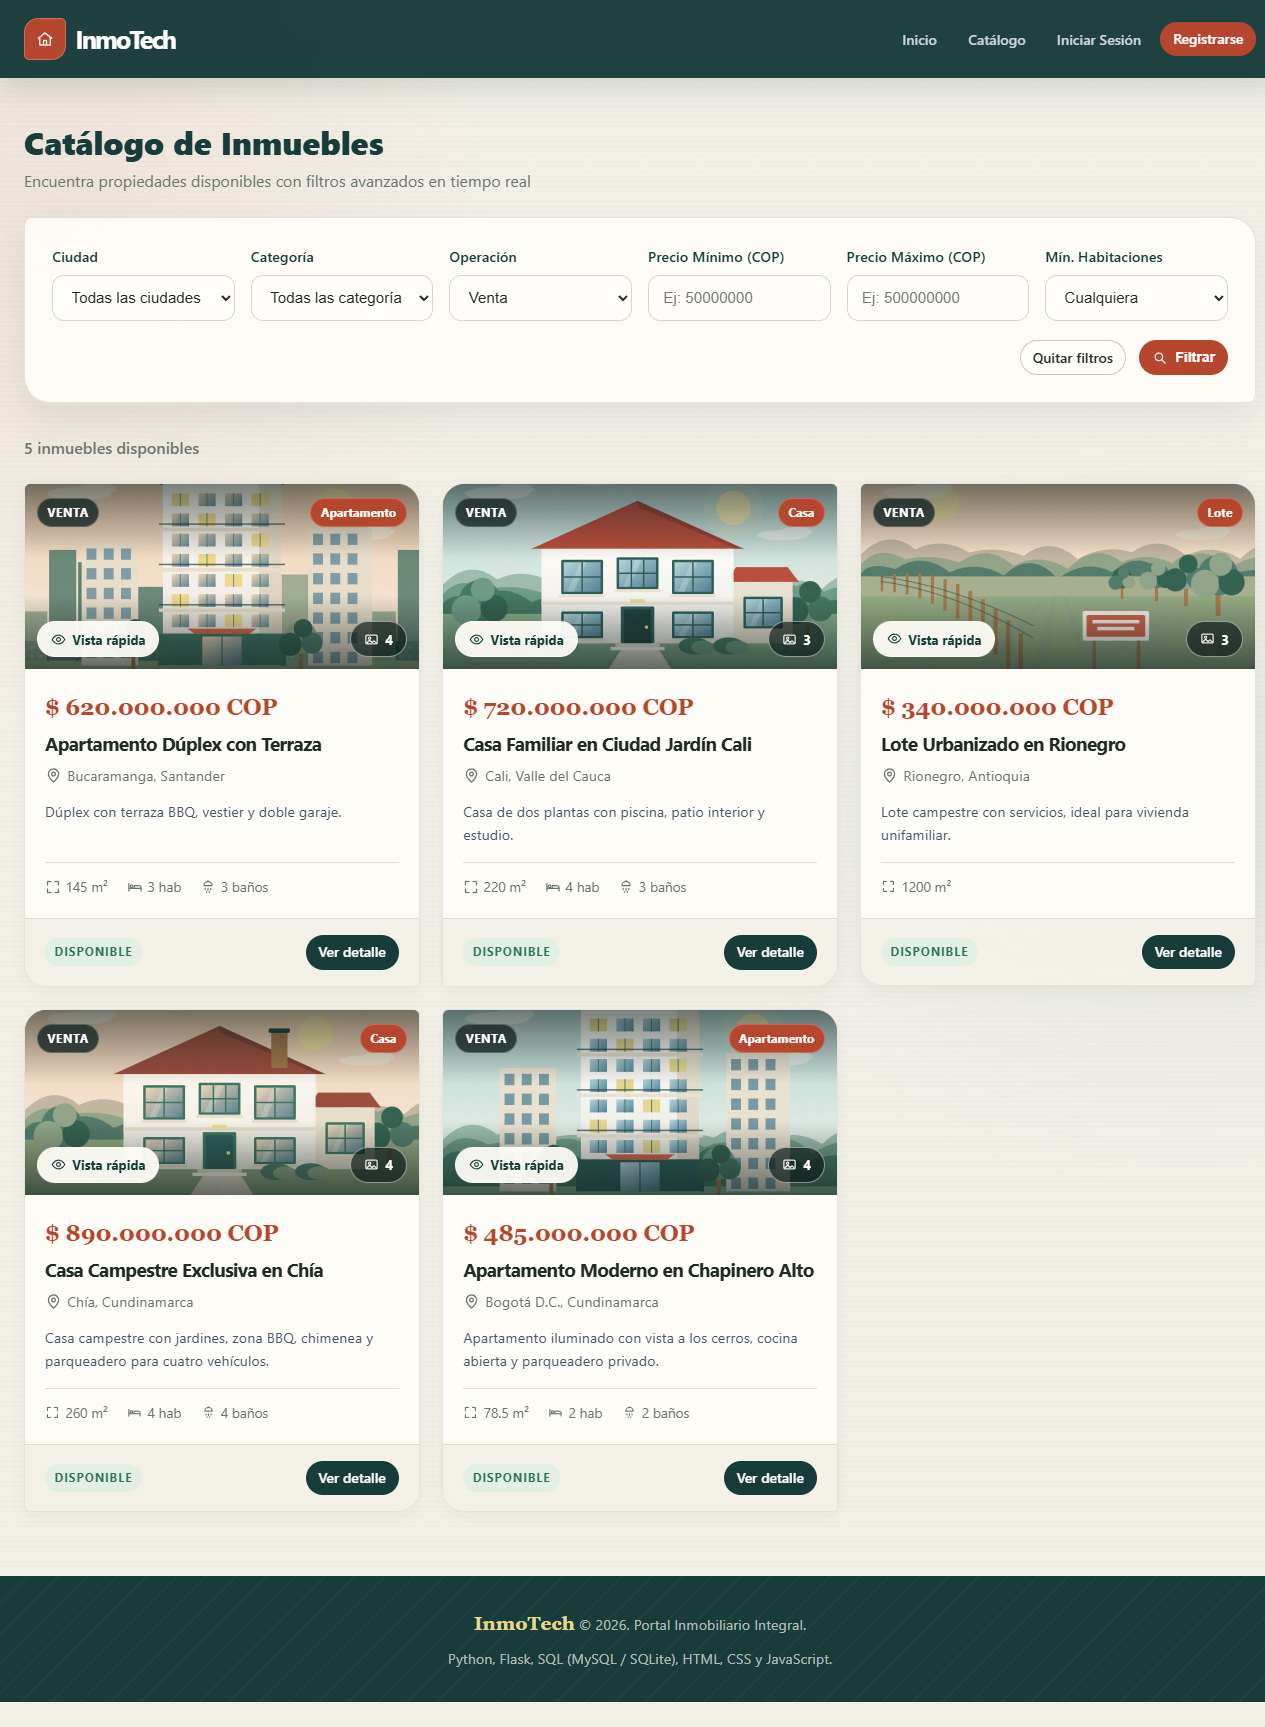 InmoTech
Inicio
Catálogo
Iniciar Sesión
Registrarse
Catálogo de Inmuebles
Encuentra propiedades disponibles con filtros avanzados en tiempo real
Ciudad
Categoría
Operación
Precio Mínimo (COP)
Precio Máximo (COP)
Mín. Habitaciones
Todas las ciudades
Todas las categoría
Venta
Ej: 50000000
Ej: 500000000
Cualquiera
Quitar filtros
Filtrar
5 inmuebles disponibles
VENTA
Apartamento
Vista rápida
4
$ 620.000.000 COP
Apartamento Dúplex con Terraza
Bucaramanga, Santander
Dúplex con terraza BBQ, vestier y doble garaje.
145 m²
3 hab
3 baños
DISPONIBLE
Ver detalle
VENTA
Casa
Vista rápida
3
$ 720.000.000 COP
Casa Familiar en Ciudad Jardín Cali
Cali, Valle del Cauca
Casa de dos plantas con piscina, patio interior y
estudio.
220 m²
4 hab
3 baños
DISPONIBLE
Ver detalle
VENTA
Lote
Vista rápida
3
$ 340.000.000 COP
Lote Urbanizado en Rionegro
Rionegro, Antioquia
Lote campestre con servicios, ideal para vivienda
unifamiliar.
1200 m²
DISPONIBLE
Ver detalle
VENTA
Casa
Vista rápida
4
$ 890.000.000 COP
Casa Campestre Exclusiva en Chía
Chía, Cundinamarca
Casa campestre con jardines, zona BBQ, chimenea y
parqueadero para cuatro vehículos.
260 m²
4 hab
4 baños
DISPONIBLE
Ver detalle
VENTA
Apartamento
Vista rápida
4
$ 485.000.000 COP
Apartamento Moderno en Chapinero Alto
Bogotá D.C., Cundinamarca
Apartamento iluminado con vista a los cerros, cocina
abierta y parqueadero privado.
78.5 m²
2 hab
2 baños
DISPONIBLE
Ver detalle
InmoTech © 2026. Portal Inmobiliario Integral.
Python, Flask, SQL (MySQL / SQLite), HTML, CSS y JavaScript.